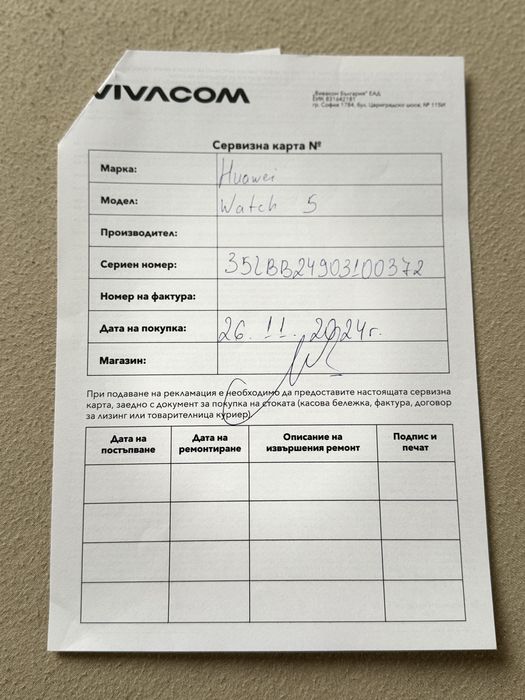 VIVACOM
„Виваком България“ ЕАД
ЕИК 831642181
гр. София 1784, бул. Цариградско шосе, № 115И
Сервизна карта №
Марка: Huawei
Модел: Watch 5
Производител:
Сериен номер: 352BB24903100372
Номер на фактура:
Дата на покупка: 26.11.2024г.
Магазин:
При подаване на рекламация е необходимо да предоставите настоящата сервизна
карта, заедно с документ за покупка на стоката (касова бележка, фактура, договор
за лизинг или товарителница куриер).
Дата на постъпване
Дата на ремонтиране
Описание на извършения ремонт
Подпис и печат